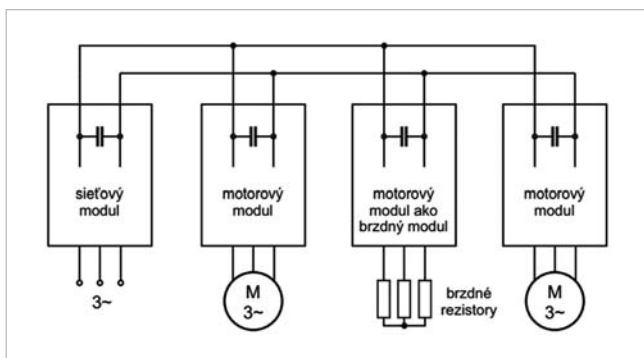 sieťový
modul
motorový
modul
motorový
modul ako
brzdný modul
motorový
modul
3~
M
3~
brzdné
rezistory
M
3~